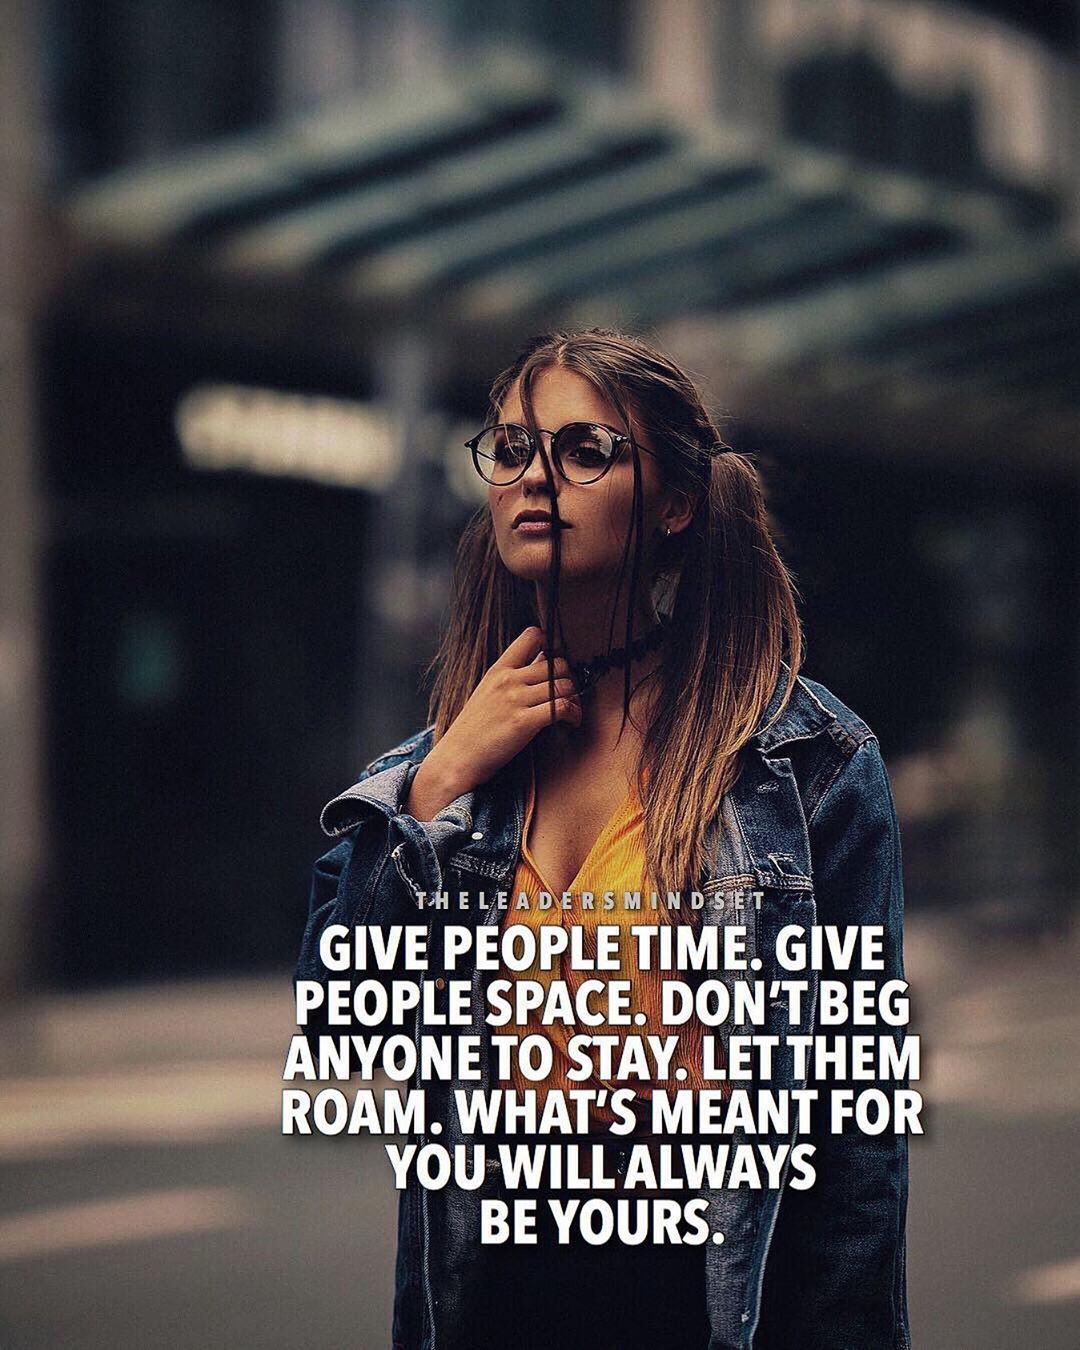 THELEADERSMINDSET
GIVE PEOPLE TIME. GIVE
PEOPLE SPACE. DON'T BEG
ANYONE TO STAY. LET THEM
ROAM. WHAT'S MEANT FOR
YOU WILL ALWAYS
BE YOURS.